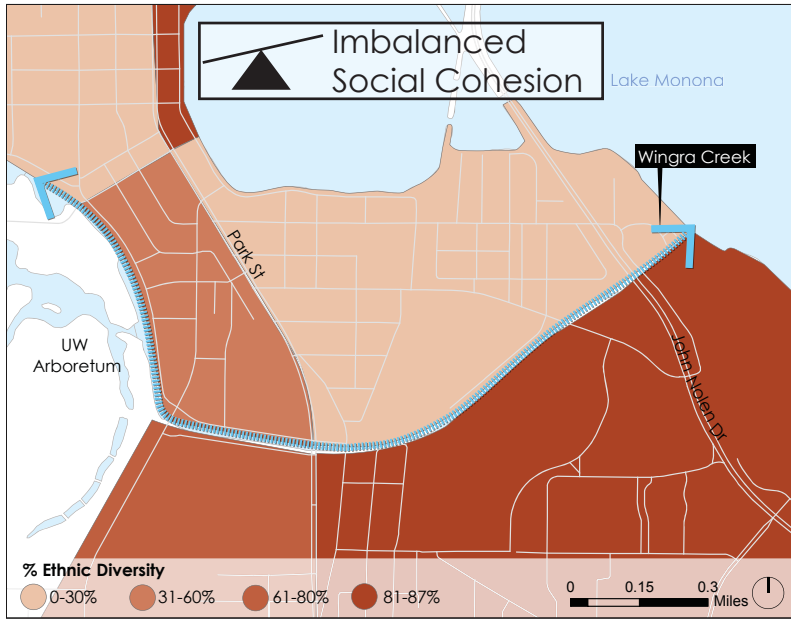 Imbalanced
Social Cohesion
Lake Monona
Wingra Creek
Park St
UW
Arboretum
John Nolen Dr
% Ethnic Diversity
0-30%
31-60%
61-80%
81-87%
0 0.15 0.3
Miles